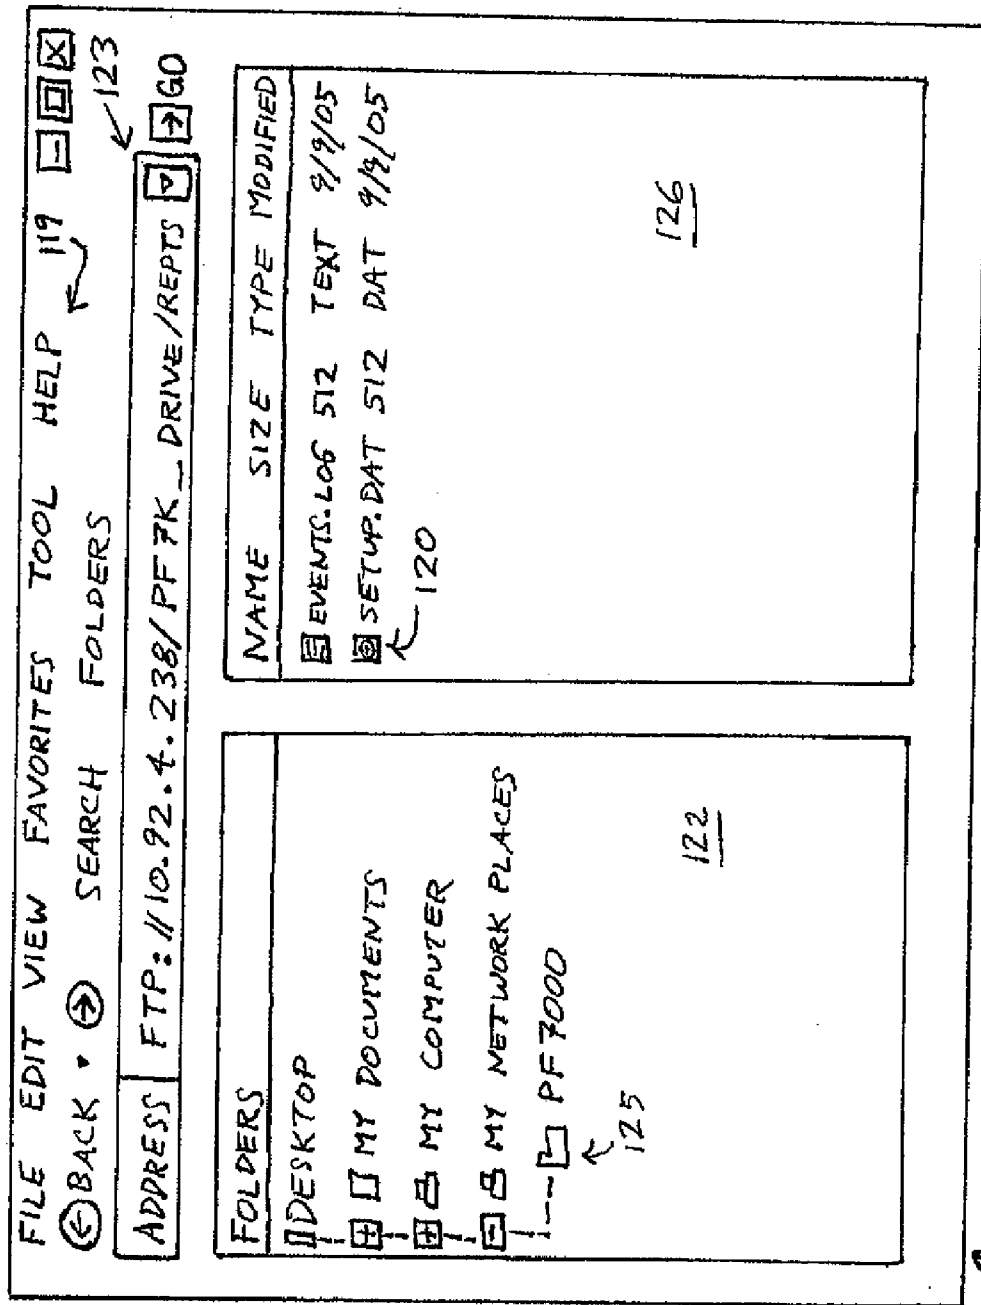 FILE EDIT VIEW FAVORITES TOOL HELP 119
BACK SEARCH FOLDERS 123
ADDRESS FTP://10.92.4.238/PF7K_DRIVE/REPTS GO
FOLDERS
DESKTOP
MY DOCUMENTS
MY COMPUTER
MY NETWORK PLACES
PF7000
125
122
NAME SIZE TYPE MODIFIED
EVENTS.LOG 512 TEXT 9/9/05
SETUP.DAT 512 DAT 9/9/05
120
126